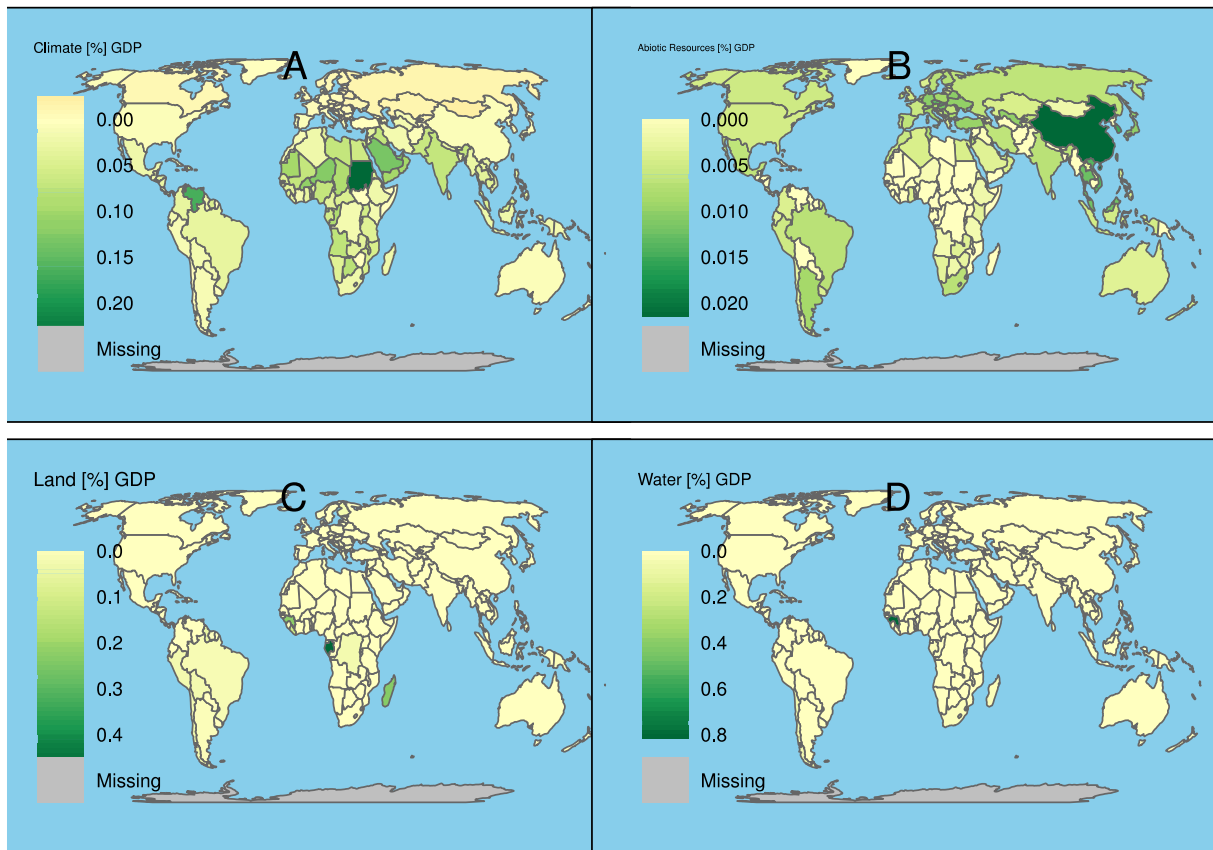 Climate [%] GDP
A
0.00
0.05
0.10
0.15
0.20
Missing
Abiotic Resources [%] GDP
B
0.000
0.005
0.010
0.015
0.020
Missing
Land [%] GDP
C
0.0
0.1
0.2
0.3
0.4
Missing
Water [%] GDP
D
0.0
0.2
0.4
0.6
0.8
Missing